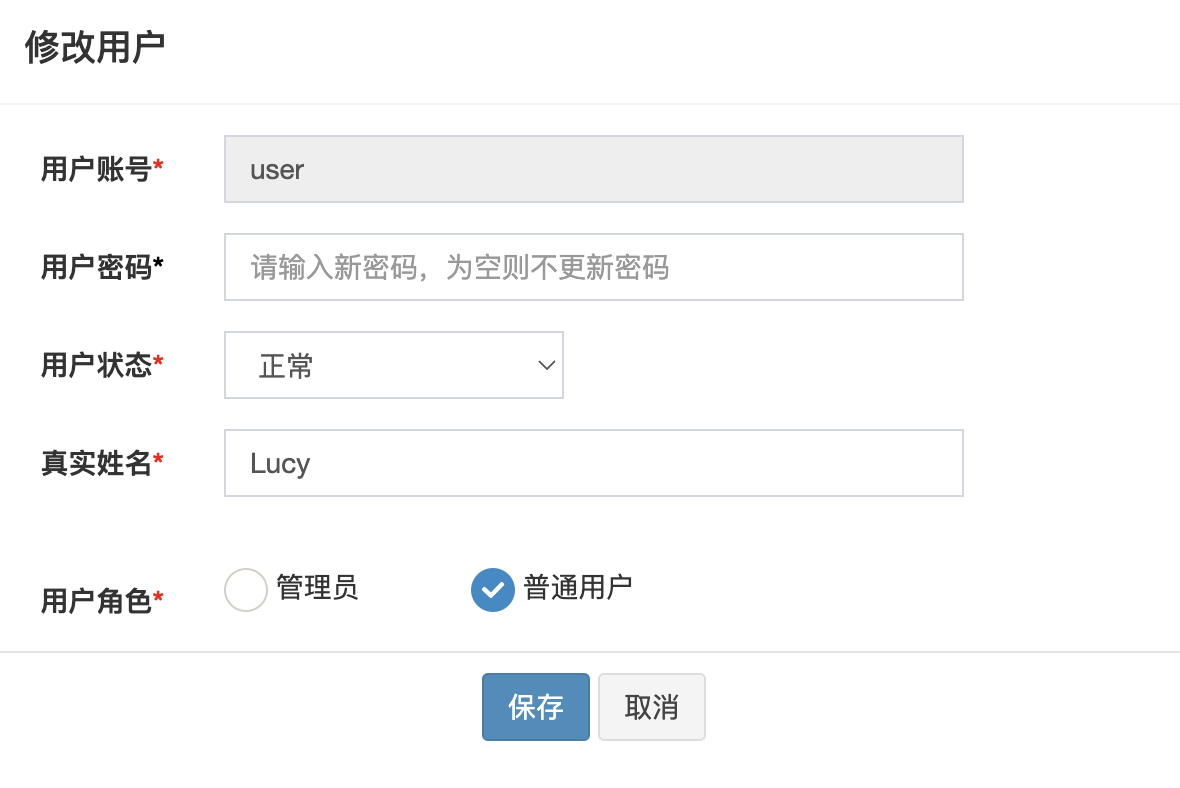 修改用户
用户账号* user
用户密码* 请输入新密码，为空则不更新密码
用户状态* 正常
真实姓名* Lucy
用户角色* 管理员 普通用户
保存 取消